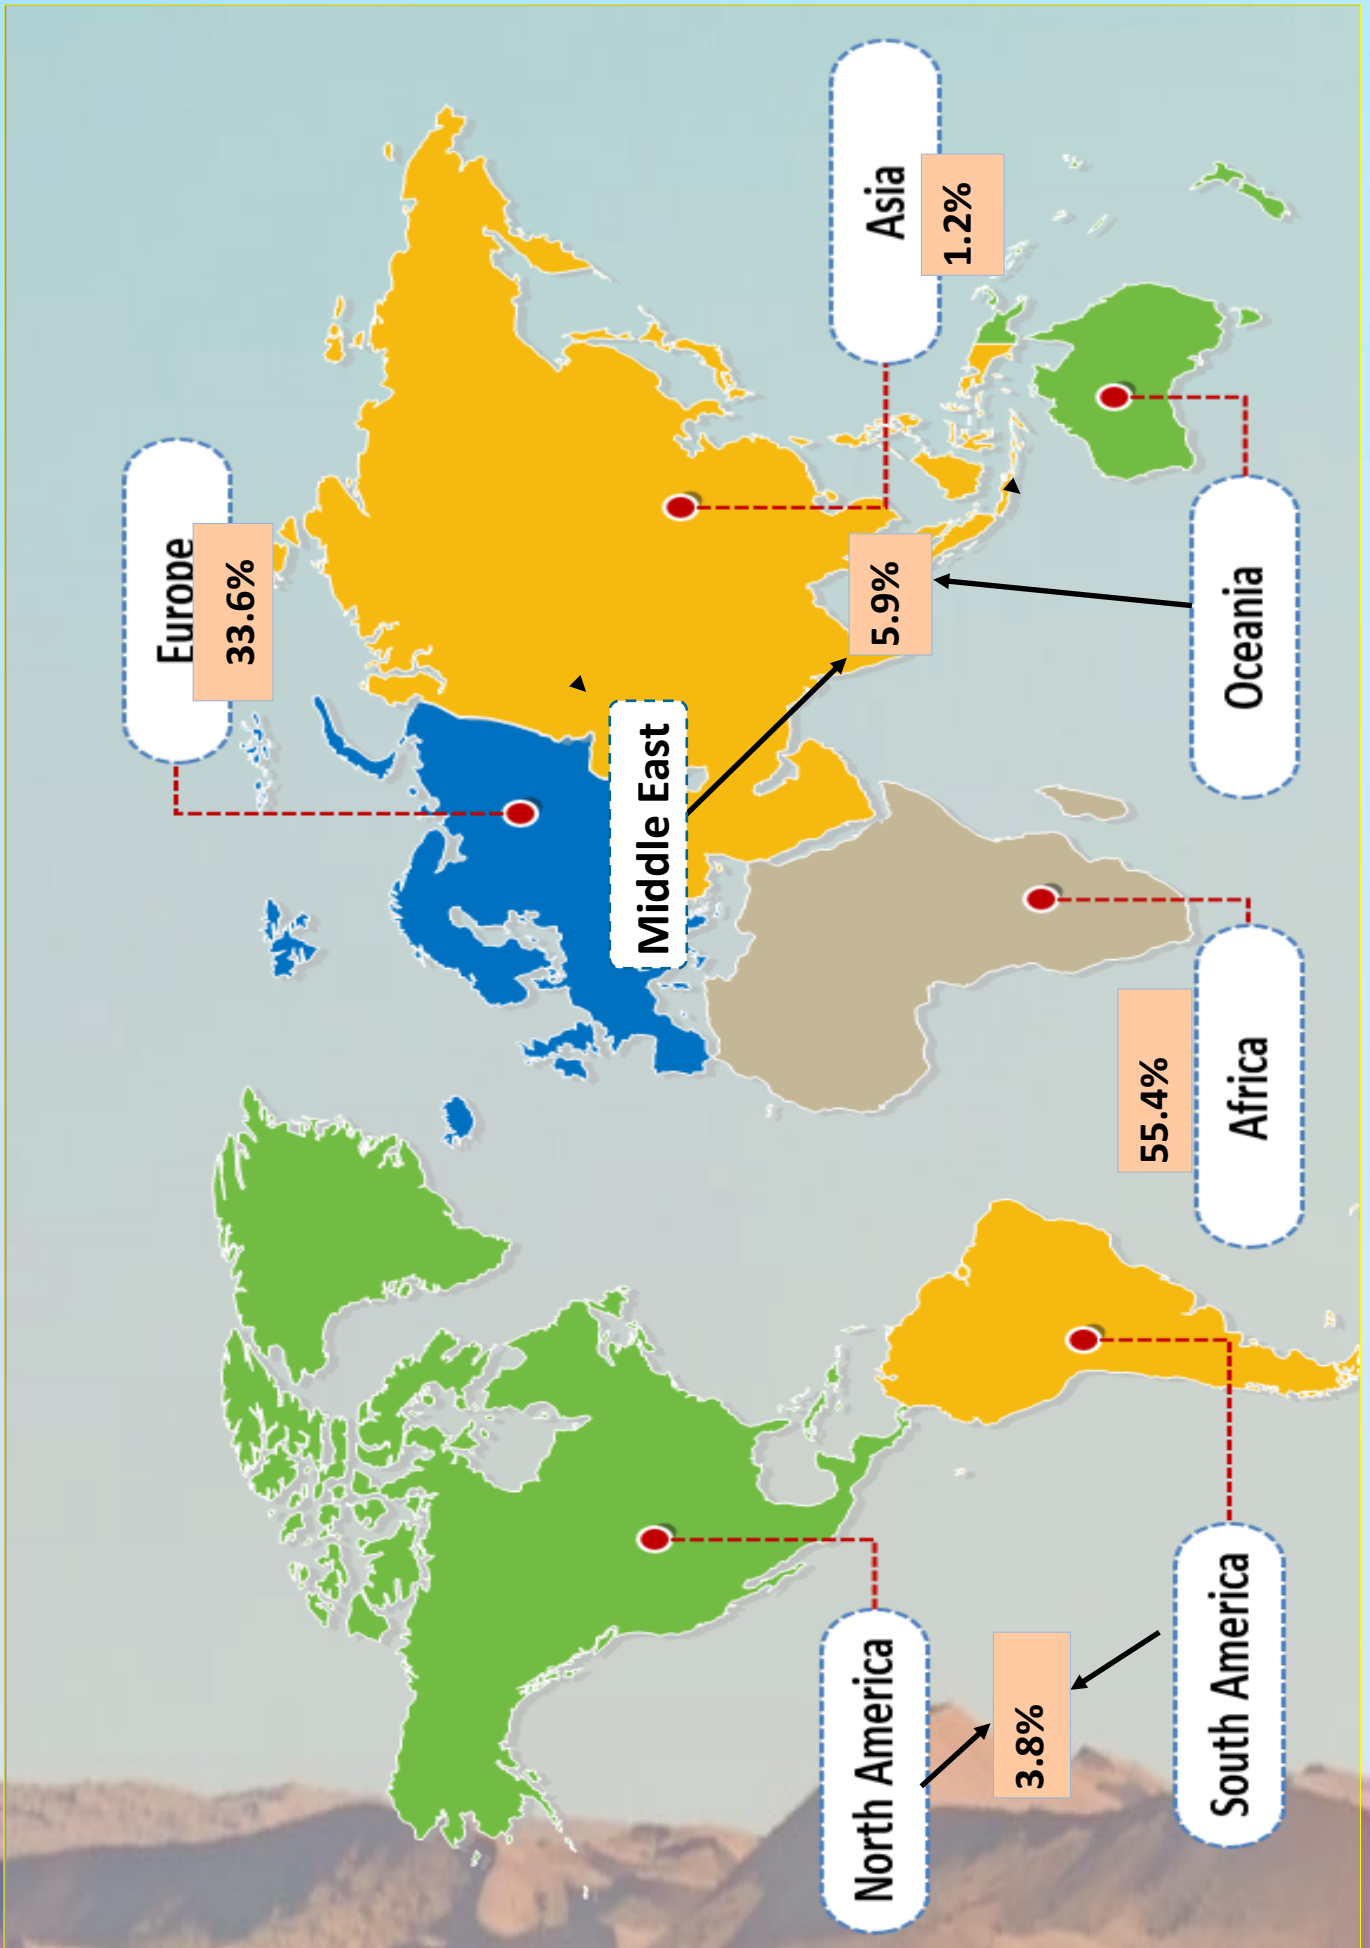 Europe
33.6%
Asia
1.2%
Middle East
5.9%
Oceania
Africa
55.4%
North America
3.8%
South America